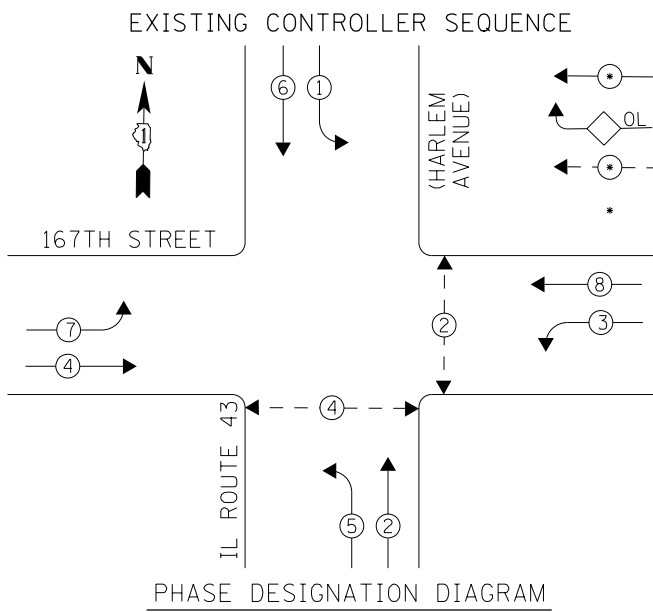 EXISTING CONTROLLER SEQUENCE
N
1
6
1
(HARLEM
AVENUE)
*
OL
*
*
167TH STREET
8
7
2
3
4
4
IL ROUTE 43
5
2
PHASE DESIGNATION DIAGRAM